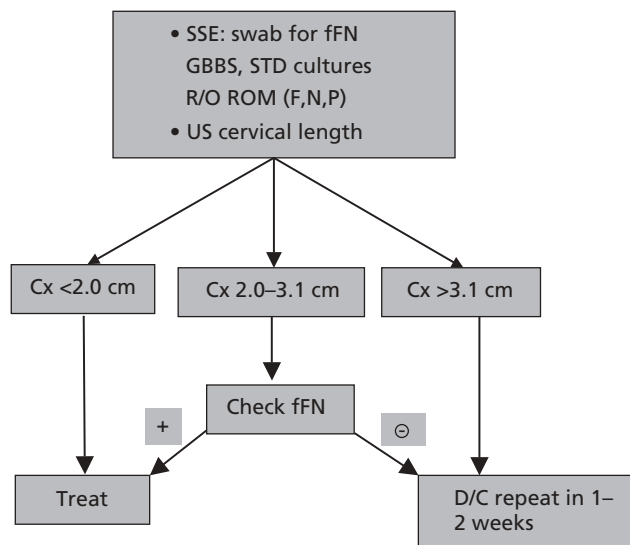 • SSE: swab for fFN
GBBS, STD cultures
R/O ROM (F,N,P)
• US cervical length
Cx <2.0 cm
Cx 2.0–3.1 cm
Cx >3.1 cm
Check fFN
+
⊝
Treat
D/C repeat in 1–
2 weeks